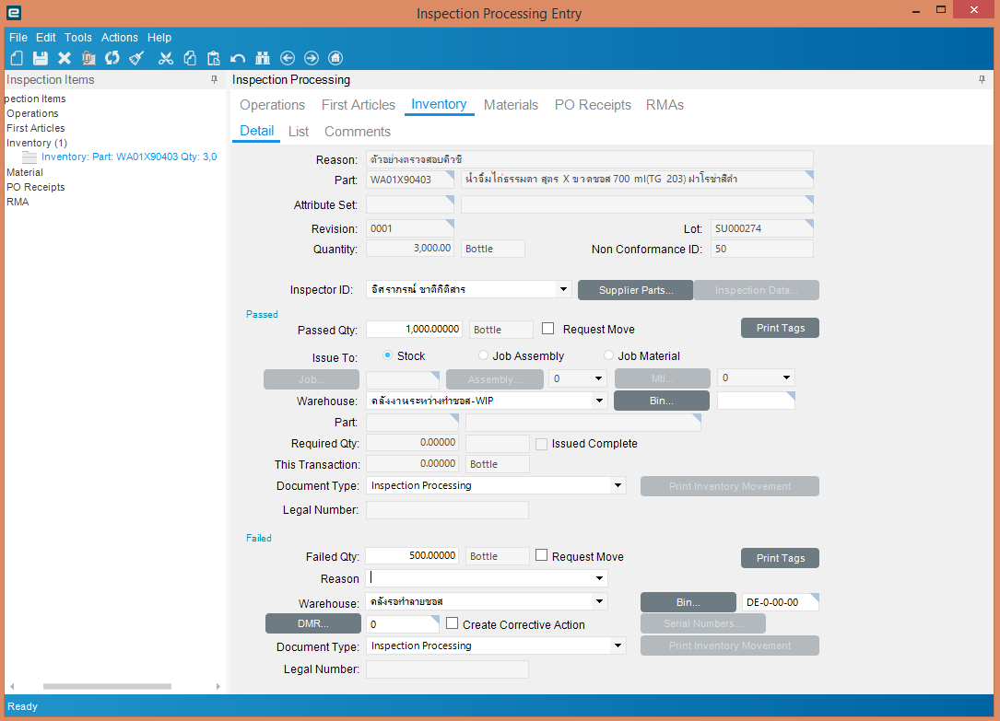 Inspection Processing Entry
File Edit Tools Actions Help
Inspection Items
pection Items
Operations
First Articles
Inventory (1)
Inventory: Part: WA01X90403 Qty: 3,0
Material
PO Receipts
RMA
Inspection Processing
Operations First Articles Inventory Materials PO Receipts RMAs
Detail List Comments
Reason: ตัวอย่างตรวจสอบคิวซี
Part: WA01X90403 น้ำจิ้มไก่ธรรมดา สูตร X ขวดซอส 700 ml(TG 203) ฝาโรซ่าสีดำ
Attribute Set:
Revision: 0001 Lot: SU000274
Quantity: 3,000.00 Bottle Non Conformance ID: 50
Inspector ID: อิศราภรณ์ ชาติกิติสาร Supplier Parts... Inspection Data...
Passed
Passed Qty: 1,000.00000 Bottle Request Move Print Tags
Issue To: Stock Job Assembly Job Material
Job... Assembly... 0 Mtl... 0
Warehouse: คลังงานระหว่างทำซอส-WIP Bin...
Part:
Required Qty: 0.00000 Issued Complete
This Transaction: 0.00000 Bottle
Document Type: Inspection Processing Print Inventory Movement
Legal Number:
Failed
Failed Qty: 500.00000 Bottle Request Move Print Tags
Reason
Warehouse: คลังรอทำลายซอส Bin... DE-0-00-00
DMR... 0 Create Corrective Action Serial Numbers...
Document Type: Inspection Processing Print Inventory Movement
Legal Number:
Ready